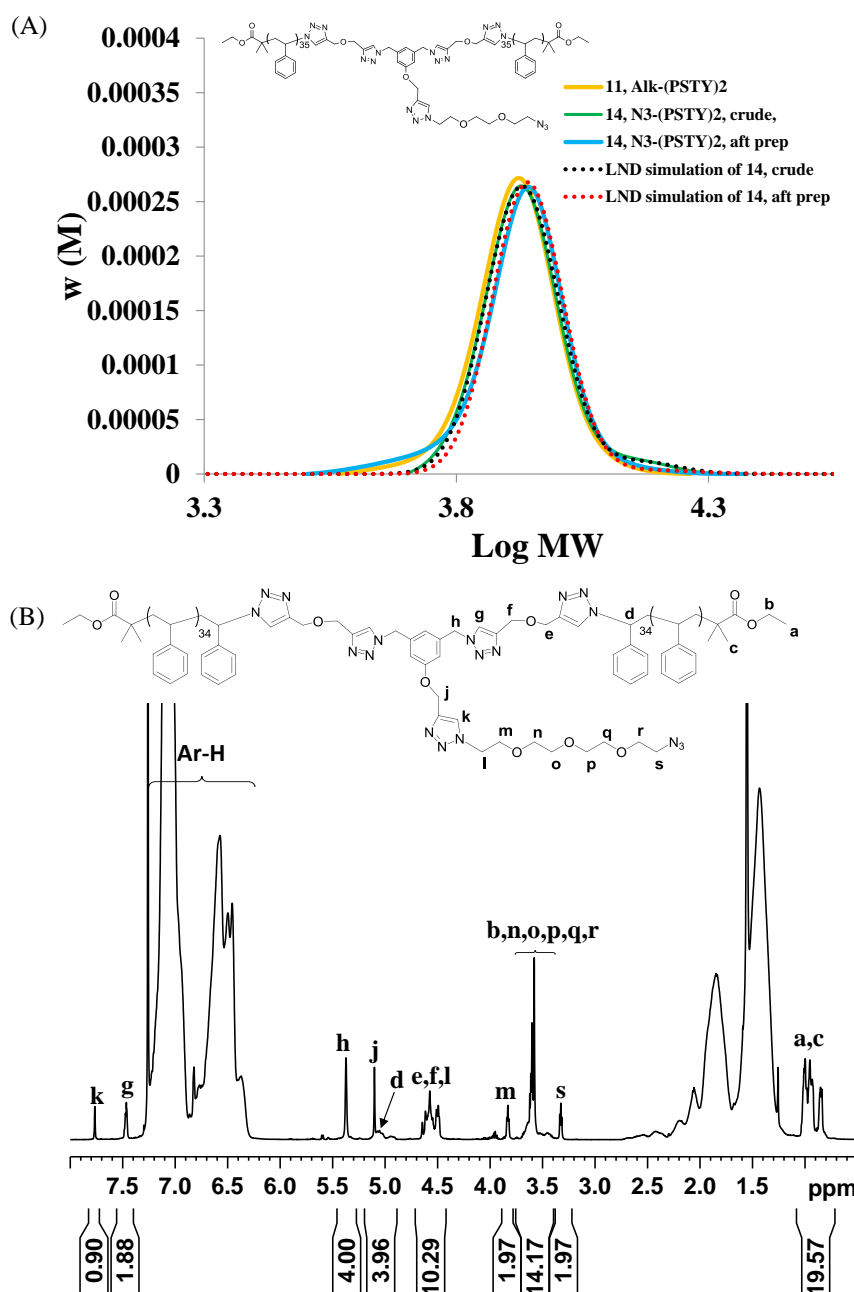 (A)
0.0004
0.00035
0.0003
0.00025
0.0002
0.00015
0.0001
0.00005
0
w (M)
3.3 3.8 4.3
Log MW
O O 35 N N N O N N N N N N O N N N 35 O O
O
N N N O O N3
11, Alk-(PSTY)2
14, N3-(PSTY)2, crude,
14, N3-(PSTY)2, aft prep
LND simulation of 14, crude
LND simulation of 14, aft prep
(B)
O O 34 N N N O N N N h N g N N f O e N N N d 34 c O O b a
O
j k
N N N l m O n o O p q O r s N3
Ar-H
k g h j d e,f,l m b,n,o,p,q,r s a,c
7.5 7.0 6.5 6.0 5.5 5.0 4.5 4.0 3.5 3.0 2.5 2.0 1.5 ppm
0.90 1.88 4.00 3.96 10.29 1.97 14.17 1.97 19.57